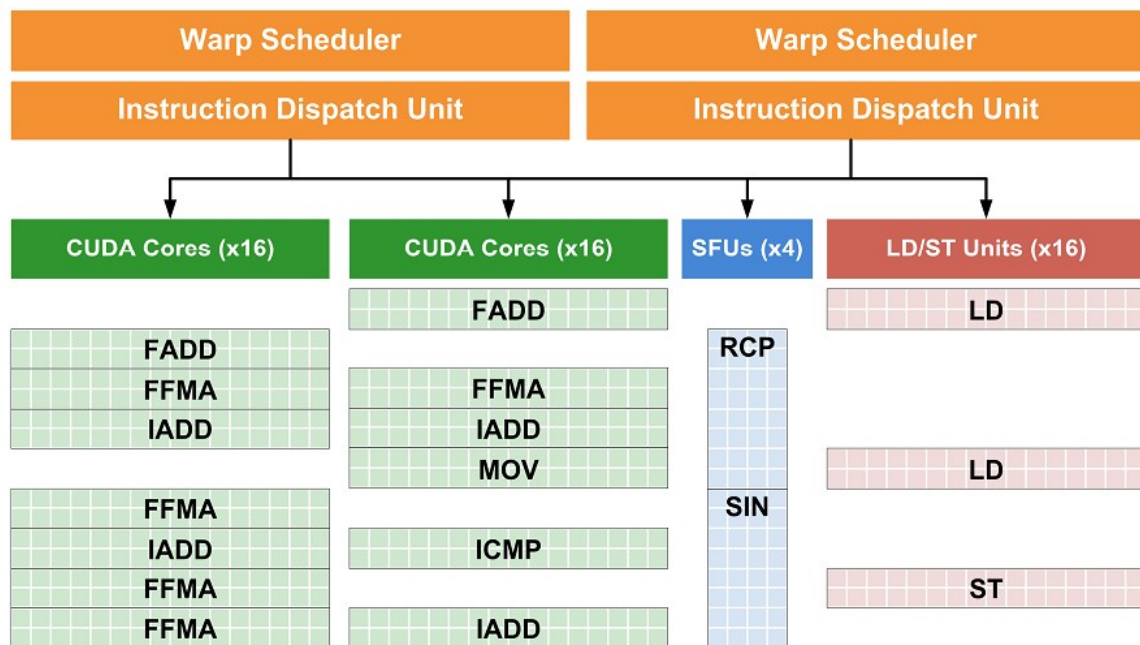 Warp Scheduler
Warp Scheduler
Instruction Dispatch Unit
Instruction Dispatch Unit
CUDA Cores (x16)
CUDA Cores (x16)
SFUs (x4)
LD/ST Units (x16)
FADD
LD
FADD
RCP
FFMA
FFMA
IADD
IADD
MOV
LD
FFMA
SIN
IADD
ICMP
FFMA
ST
FFMA
IADD